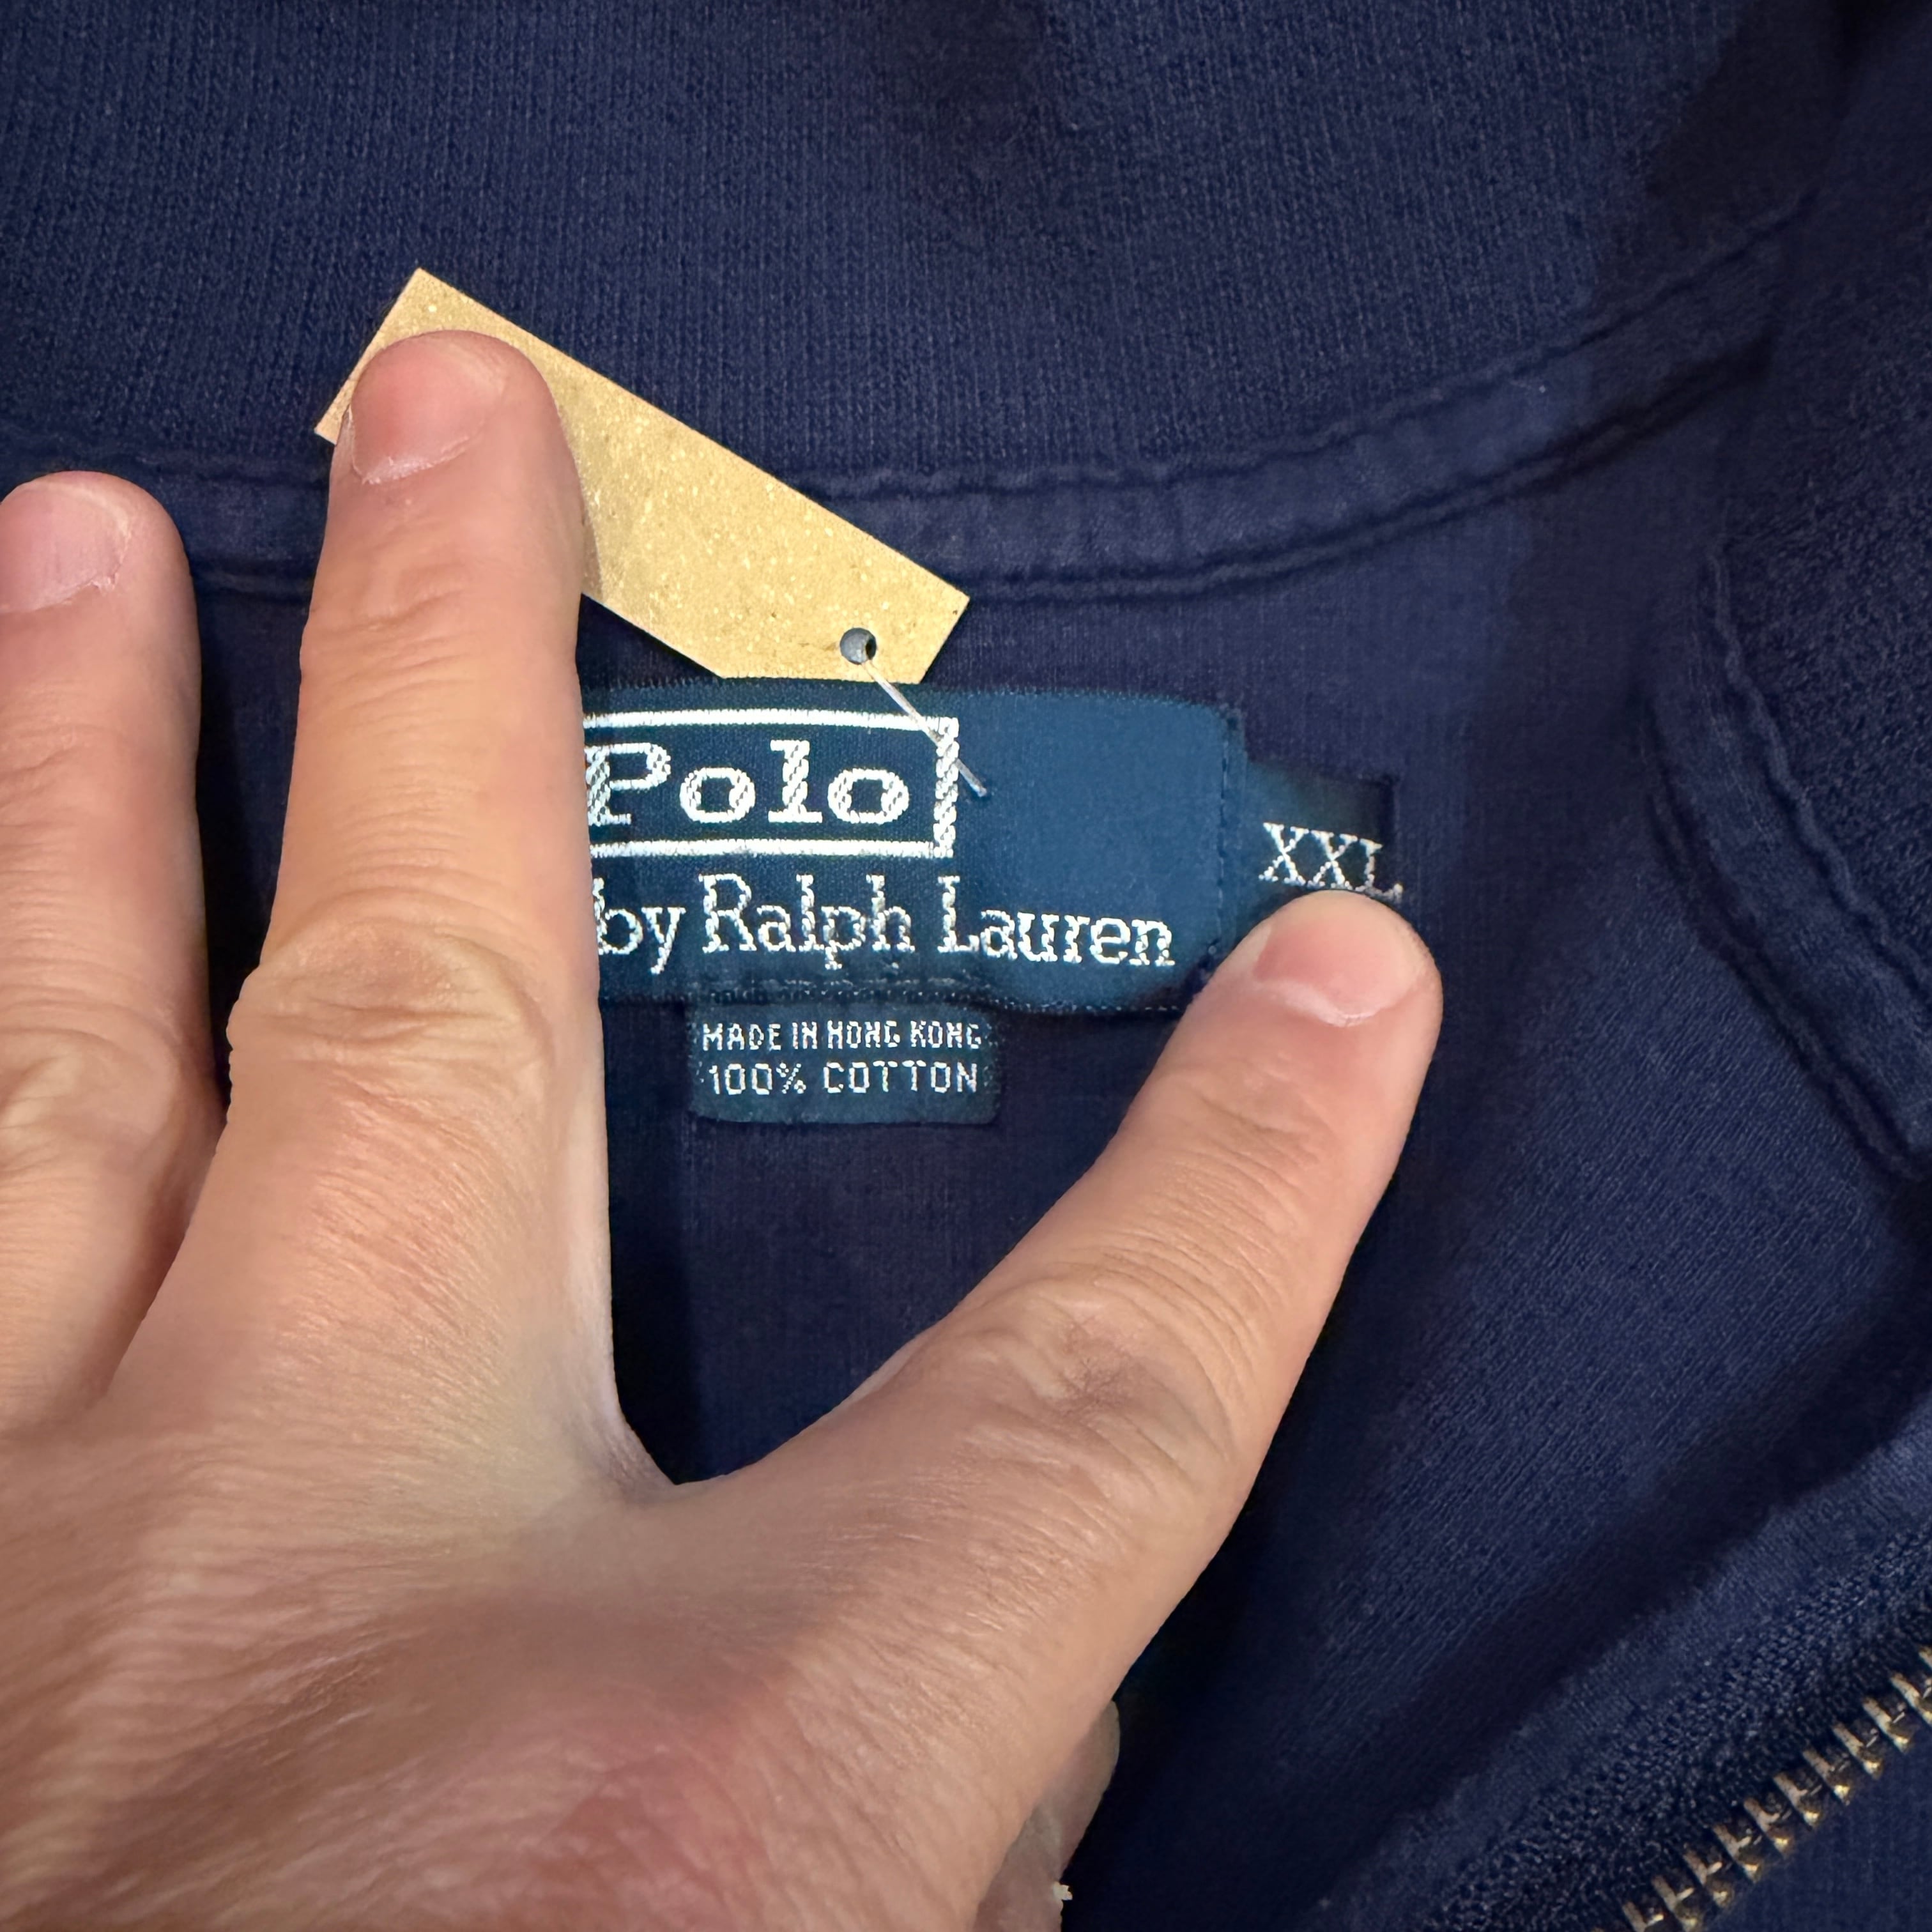 Polo
by Ralph Lauren
XXL
MADE IN HONG KONG
100% COTTON